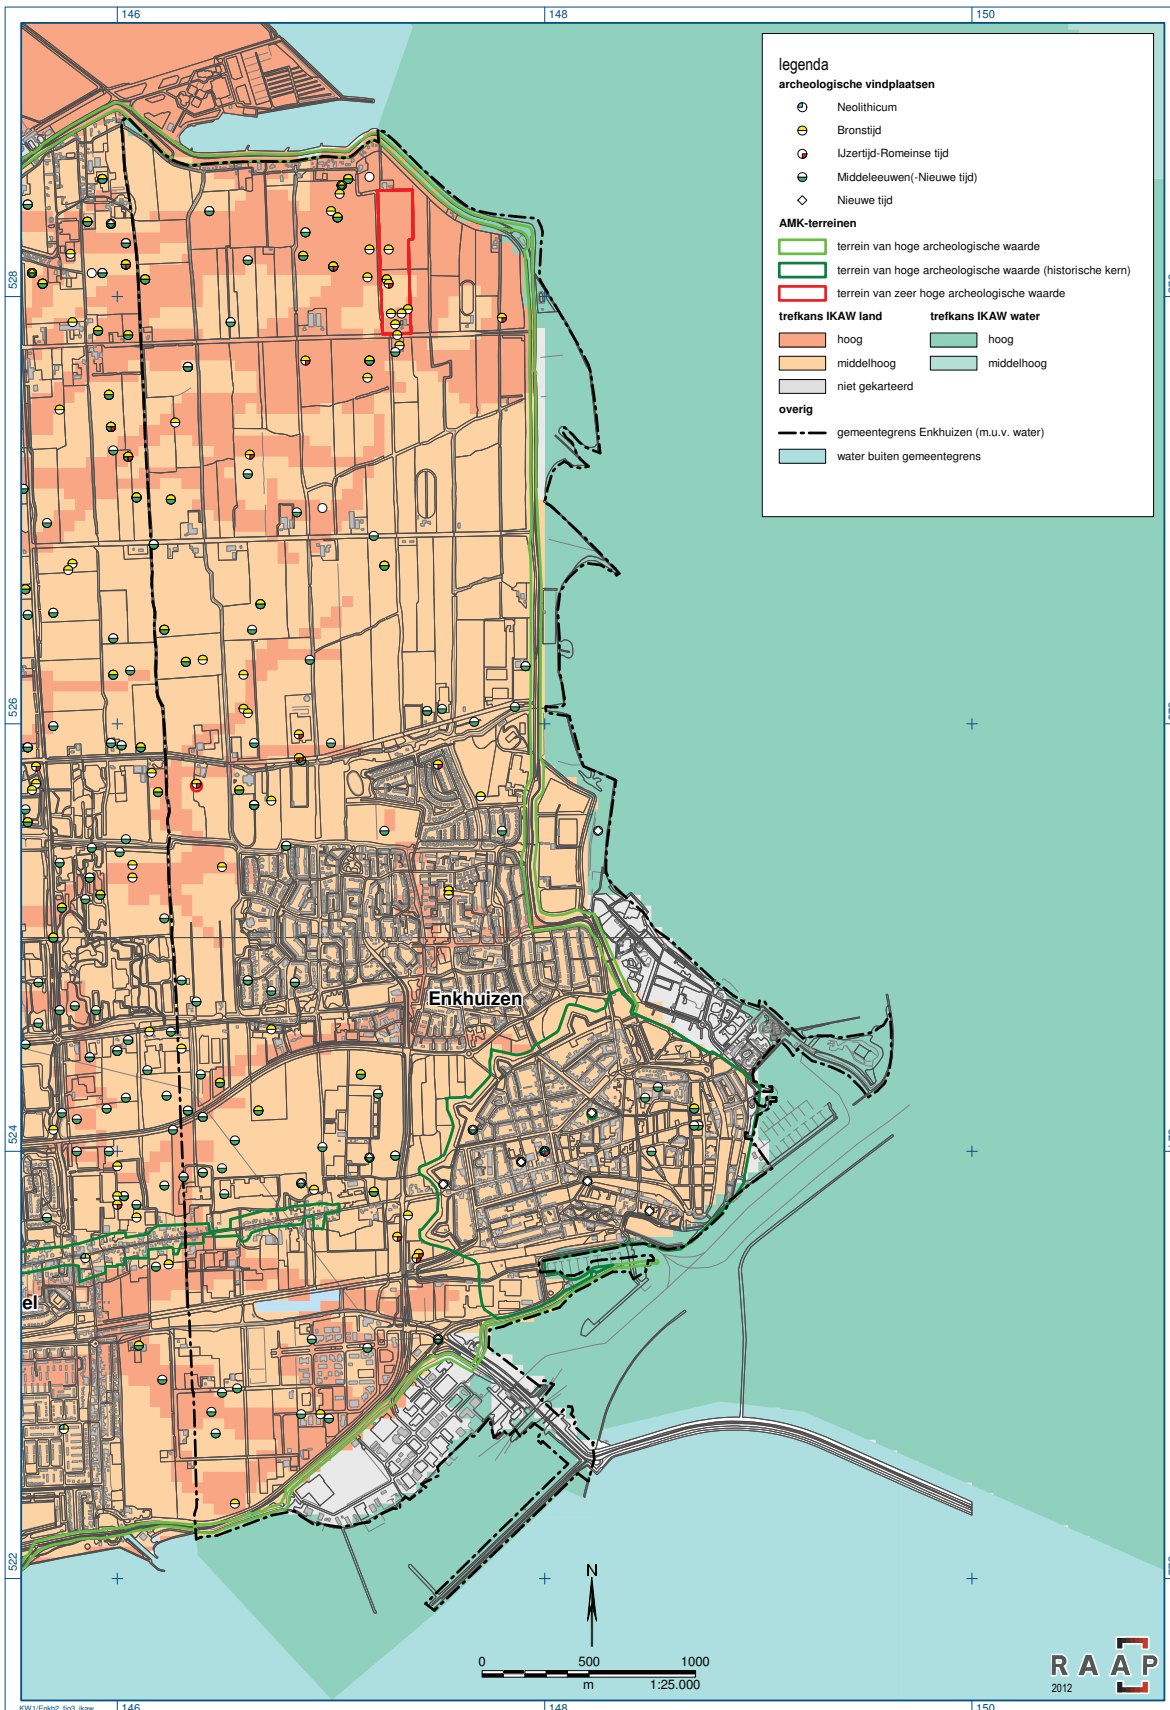 146
148
150
legenda
archeologische vindplaatsen
Neolithicum
Bronstijd
IJzertijd-Romeinse tijd
Middeleeuwen(-Nieuwe tijd)
Nieuwe tijd
AMK-terreinen
terrein van hoge archeologische waarde
terrein van hoge archeologische waarde (historische kern)
terrein van zeer hoge archeologische waarde
trefkans IKAW land
trefkans IKAW water
hoog
hoog
middelhoog
middelhoog
niet gekarteerd
overig
gemeentegrens Enkhuizen (m.u.v. water)
water buiten gemeentegrens
528
526
524
522
Enkhuizen
el
N
0 500 1000
m 1:25.000
RAAP
2012
146
148
150